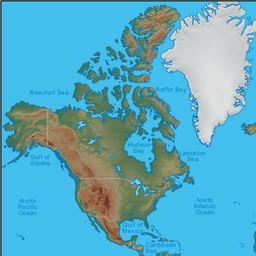 Beaufort Sea
Baffin Bay
Hudson
Bay
Labrador
Sea
Gulf of
Alaska
North
Pacific
Ocean
North
Atlantic
Ocean
Gulf of
Mexico
Caribbean
Sea